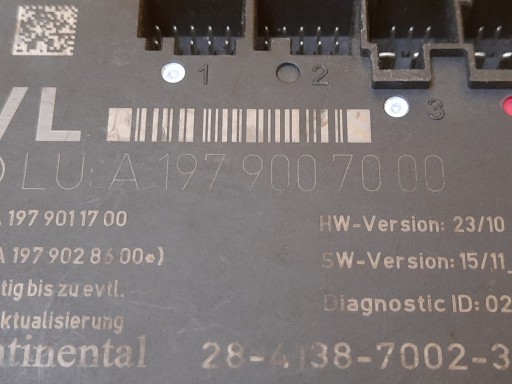 1 2 3
VL
LU: A 197 900 70 00
197 901 17 00 HW-Version: 23/10
A 197 902 86 00 ) SW-Version: 15/11
tig bis zu evtl. Diagnostic ID: 02
ktualisierung
ntinental 28-4138-7002-3